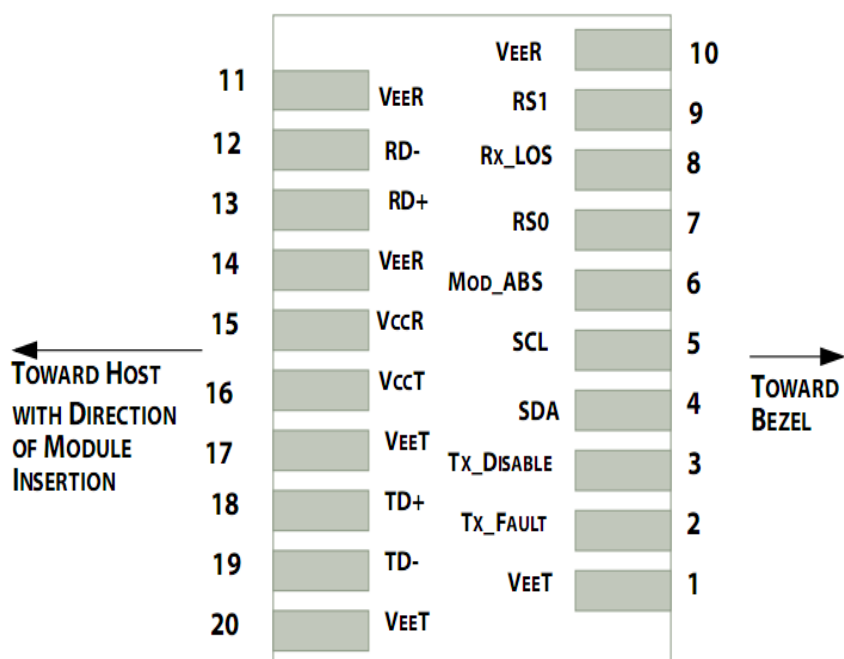 VEER 10
11 VEER
RS1 9
12 RD-
RX_LOS 8
13 RD+
RS0 7
14 VEER
MOD_ABS 6
15 VCCR
SCL 5
TOWARD HOST
WITH DIRECTION
OF MODULE
INSERTION
TOWARD
BEZEL
16 VCCT
SDA 4
17 VEET
TX_DISABLE 3
18 TD+
TX_FAULT 2
19 TD-
VEET 1
20 VEET